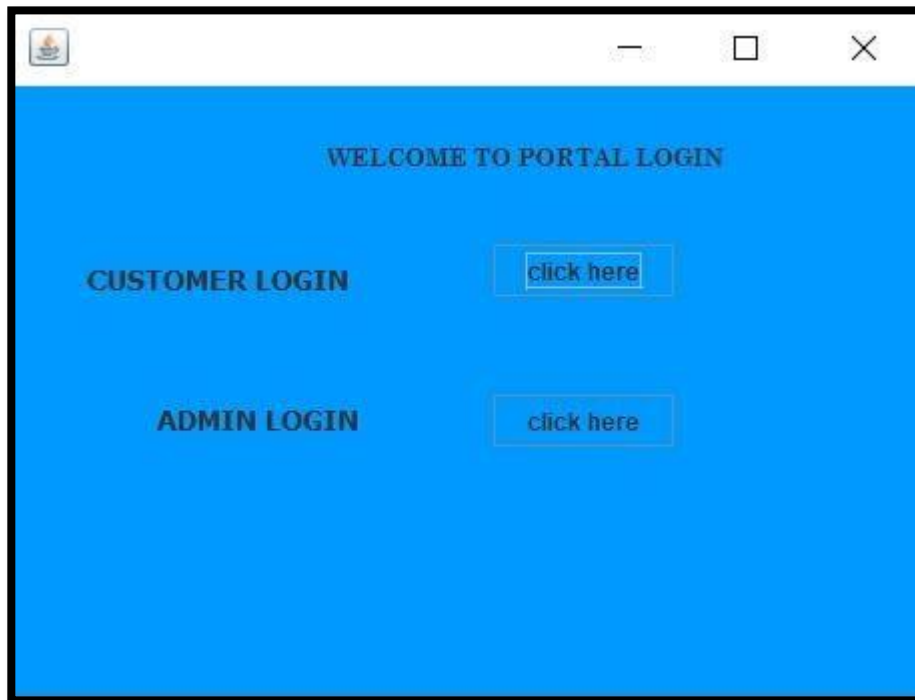 WELCOME TO PORTAL LOGIN
CUSTOMER LOGIN
click here
ADMIN LOGIN
click here